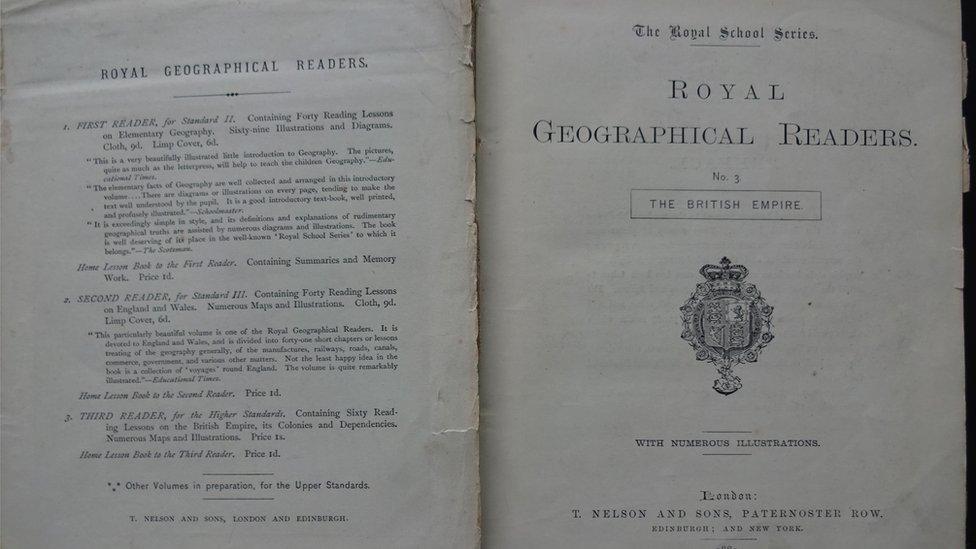 ROYAL GEOGRAPHICAL READERS.
1. FIRST READER, for Standard II. Containing Forty Reading Lessons
on Elementary Geography. Sixty-nine Illustrations and Diagrams.
Cloth, 9d. Limp Cover, 6d.
"This is a very beautifully illustrated little introduction to Geography. The pictures,
quite as much as the letterpress, will help to teach the children Geography."—Edu-
cational Times.
"The elementary facts of Geography are well collected and arranged in this introductory
volume....There are diagrams or illustrations on every page, tending to make the
text well understood by the pupil. It is a good introductory text-book, well printed,
and profusely illustrated."—Schoolmaster.
"It is exceedingly simple in style, and its definitions and explanations of rudimentary
geographical truths are assisted by numerous diagrams and illustrations. The book
is well deserving of its place in the well-known 'Royal School Series' to which it
belongs."—The Scotsman.
Home Lesson Book to the First Reader. Containing Summaries and Memory
Work. Price 1d.
2. SECOND READER, for Standard III. Containing Forty Reading Lessons
on England and Wales. Numerous Maps and Illustrations. Cloth, 9d.
Limp Cover, 6d.
"This particularly beautiful volume is one of the Royal Geographical Readers. It is
devoted to England and Wales, and is divided into forty-one short chapters or lessons
treating of the geography generally, of the manufactures, railways, roads, canals,
commerce, government, and various other matters. Not the least happy idea in the
book is a collection of 'voyages' round England. The volume is quite remarkably
illustrated."—Educational Times.
Home Lesson Book to the Second Reader. Price 1d.
3. THIRD READER, for the Higher Standards. Containing Sixty Read-
ing Lessons on the British Empire, its Colonies and Dependencies.
Numerous Maps and Illustrations. Price 1s.
Home Lesson Book to the Third Reader. Price 1d.
*⁎* Other Volumes in preparation, for the Upper Standards.
T. NELSON AND SONS, LONDON AND EDINBURGH.
The Royal School Series.
ROYAL
GEOGRAPHICAL READERS.
No. 3.
THE BRITISH EMPIRE.
WITH NUMEROUS ILLUSTRATIONS.
London:
T. NELSON AND SONS, PATERNOSTER ROW.
EDINBURGH; AND NEW YORK.